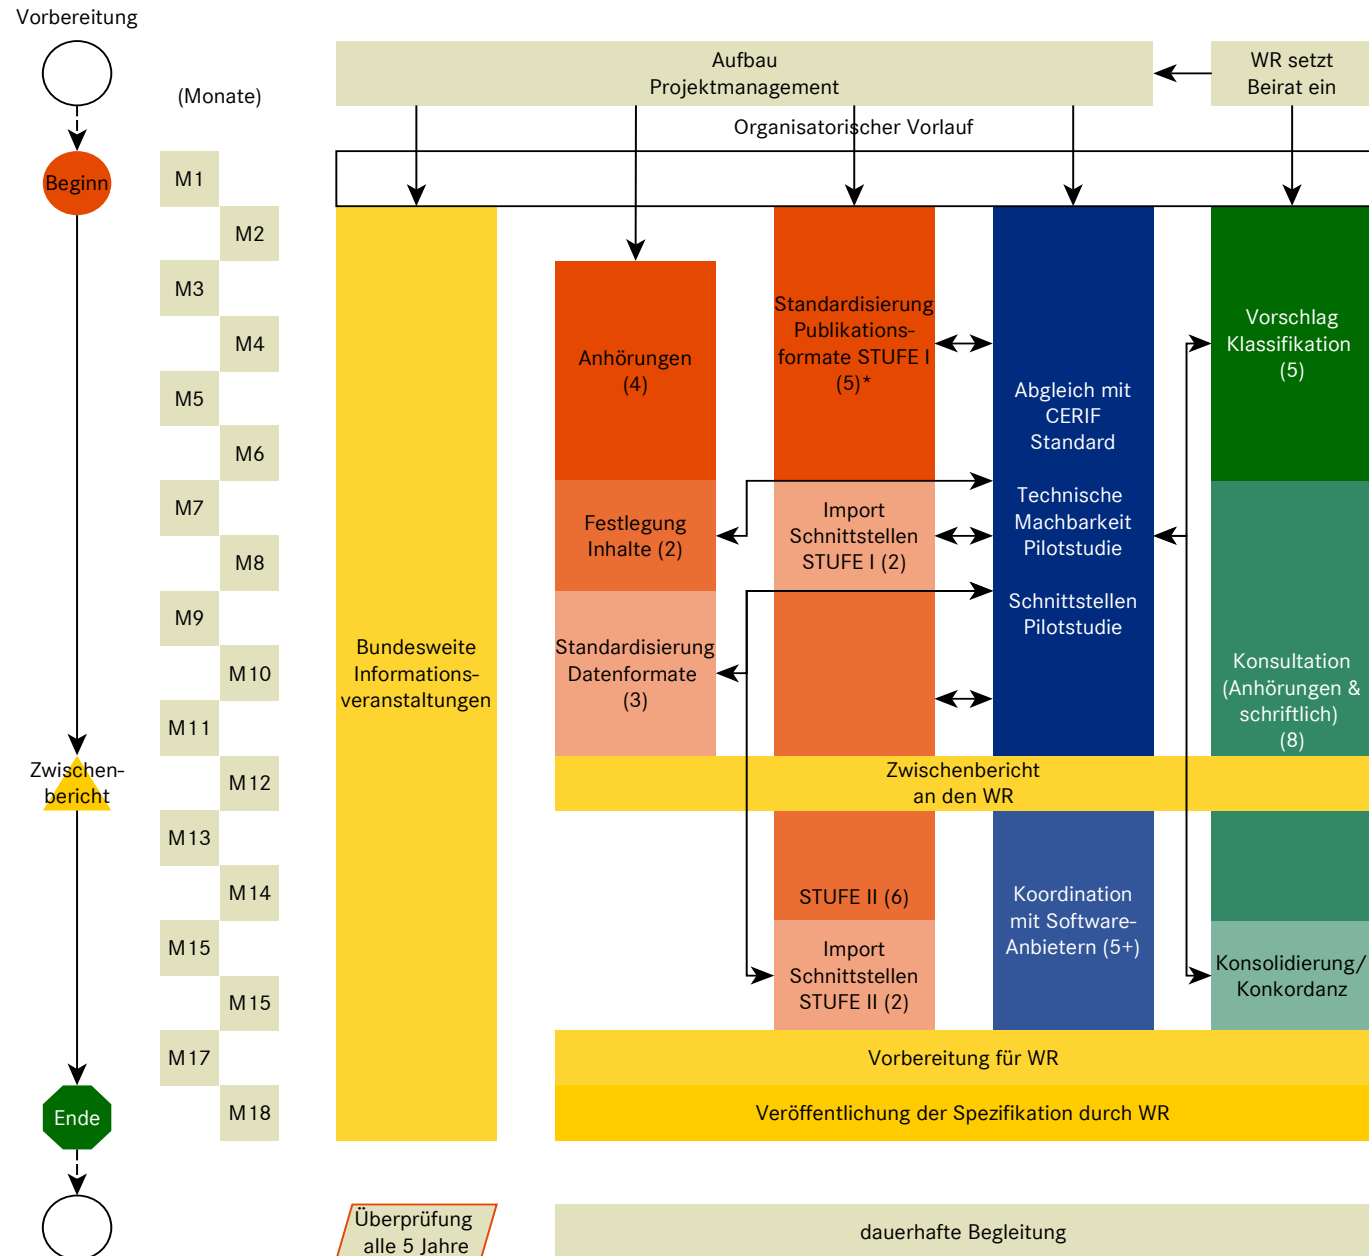 Vorbereitung
Aufbau
Projektmanagement
WR setzt
Beirat ein
(Monate)
Organisatorischer Vorlauf
Beginn
M1
M2
M3
M4
M5
M6
M7
M8
M9
M10
M11
M12
M13
M14
M15
M15
M17
M18
Zwischen-
bericht
Ende
Bundesweite
Informations-
veranstaltungen
Anhörungen
(4)
Festlegung
Inhalte (2)
Standardisierung
Datenformate
(3)
Standardisierung
Publikations-
formate STUFE I
(5)*
Import
Schnittstellen
STUFE I (2)
STUFE II (6)
Import
Schnittstellen
STUFE II (2)
Abgleich mit
CERIF
Standard
Technische
Machbarkeit
Pilotstudie
Schnittstellen
Pilotstudie
Koordination
mit Software-
Anbietern (5+)
Vorschlag
Klassifikation
(5)
Konsultation
(Anhörungen &
schriftlich)
(8)
Konsolidierung/
Konkordanz
Zwischenbericht
an den WR
Vorbereitung für WR
Veröffentlichung der Spezifikation durch WR
Überprüfung
alle 5 Jahre
dauerhafte Begleitung